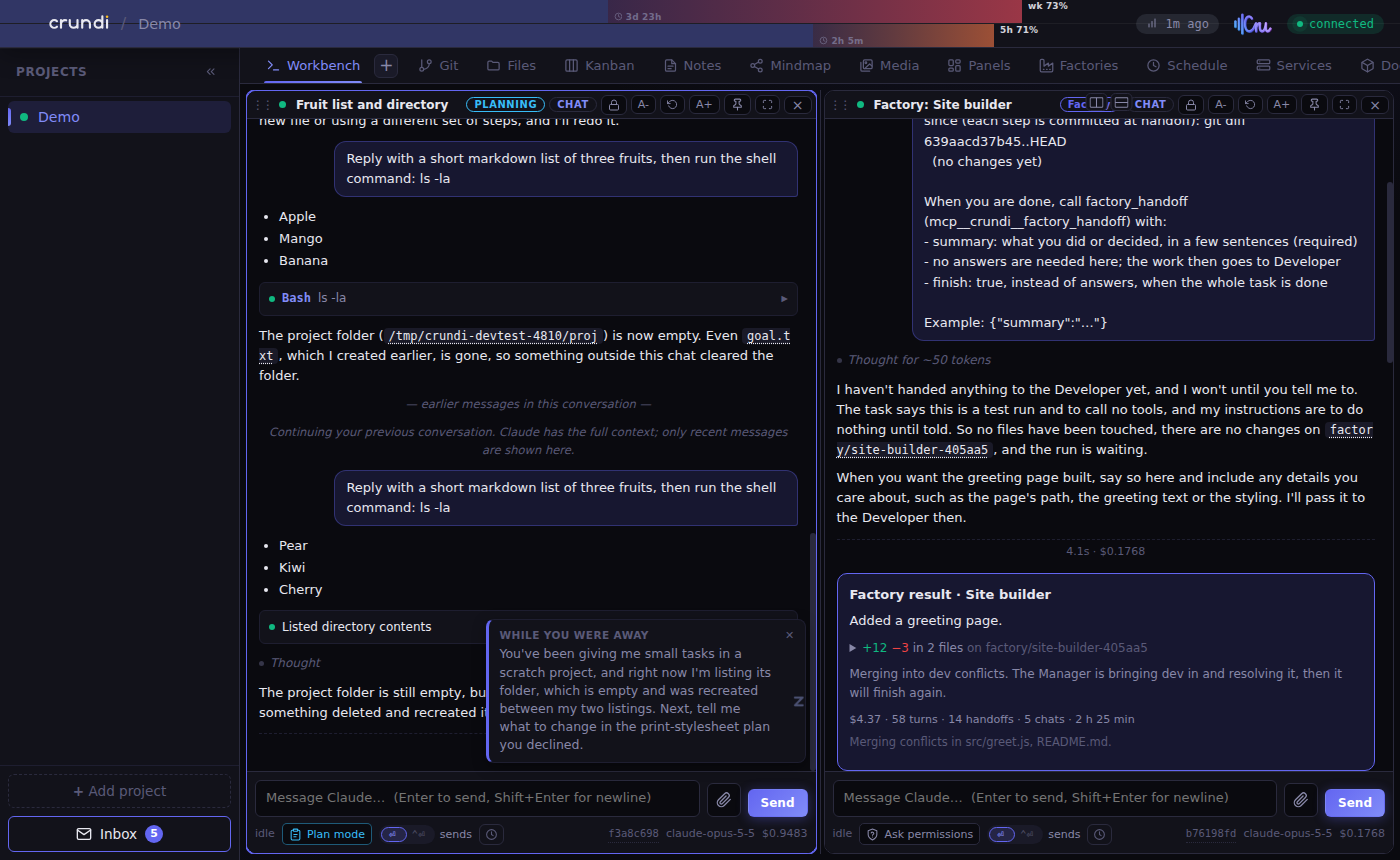 crundi / Demo
3d 23h
wk 73%
2h 5m
5h 71%
1m ago
connected
PROJECTS
Demo
+ Add project
Inbox 5
Workbench
+
Git
Files
Kanban
Notes
Mindmap
Media
Panels
Factories
Schedule
Services
Do
Fruit list and directory
PLANNING CHAT A- A+
new file or using a different set of steps, and I'll redo it.
Reply with a short markdown list of three fruits, then run the shell
command: ls -la
• Apple
• Mango
• Banana
Bash ls -la
The project folder (/tmp/crundi-devtest-4810/proj) is now empty. Even goal.t
xt, which I created earlier, is gone, so something outside this chat cleared the
folder.
— earlier messages in this conversation —
Continuing your previous conversation. Claude has the full context; only recent messages
are shown here.
Reply with a short markdown list of three fruits, then run the shell
command: ls -la
• Pear
• Kiwi
• Cherry
Listed directory contents
Thought
The project folder is still empty, bu
something deleted and recreated it
WHILE YOU WERE AWAY
You've been giving me small tasks in a
scratch project, and right now I'm listing its
folder, which is empty and was recreated
between my two listings. Next, tell me
what to change in the print-stylesheet plan
you declined.
Message Claude… (Enter to send, Shift+Enter for newline)
Send
idle Plan mode sends f3a8c698 claude-opus-5-5 $0.9483
Factory: Site builder
Fac CHAT A- A+
since (each step is committed at handoff): git diff
639aacd37b45..HEAD
(no changes yet)
When you are done, call factory_handoff
(mcp__crundi__factory_handoff) with:
- summary: what you did or decided, in a few sentences (required)
- no answers are needed here; the work then goes to Developer
- finish: true, instead of answers, when the whole task is done
Example: {"summary":"…"}
Thought for ~50 tokens
I haven't handed anything to the Developer yet, and I won't until you tell me to.
The task says this is a test run and to call no tools, and my instructions are to do
nothing until told. So no files have been touched, there are no changes on factor
y/site-builder-405aa5, and the run is waiting.
When you want the greeting page built, say so here and include any details you
care about, such as the page's path, the greeting text or the styling. I'll pass it to
the Developer then.
4.1s · $0.1768
Factory result · Site builder
Added a greeting page.
+12 −3 in 2 files on factory/site-builder-405aa5
Merging into dev conflicts. The Manager is bringing dev in and resolving it, then it
will finish again.
$4.37 · 58 turns · 14 handoffs · 5 chats · 2 h 25 min
Merging conflicts in src/greet.js, README.md.
Message Claude… (Enter to send, Shift+Enter for newline)
Send
idle Ask permissions sends b76198fd claude-opus-5-5 $0.1768